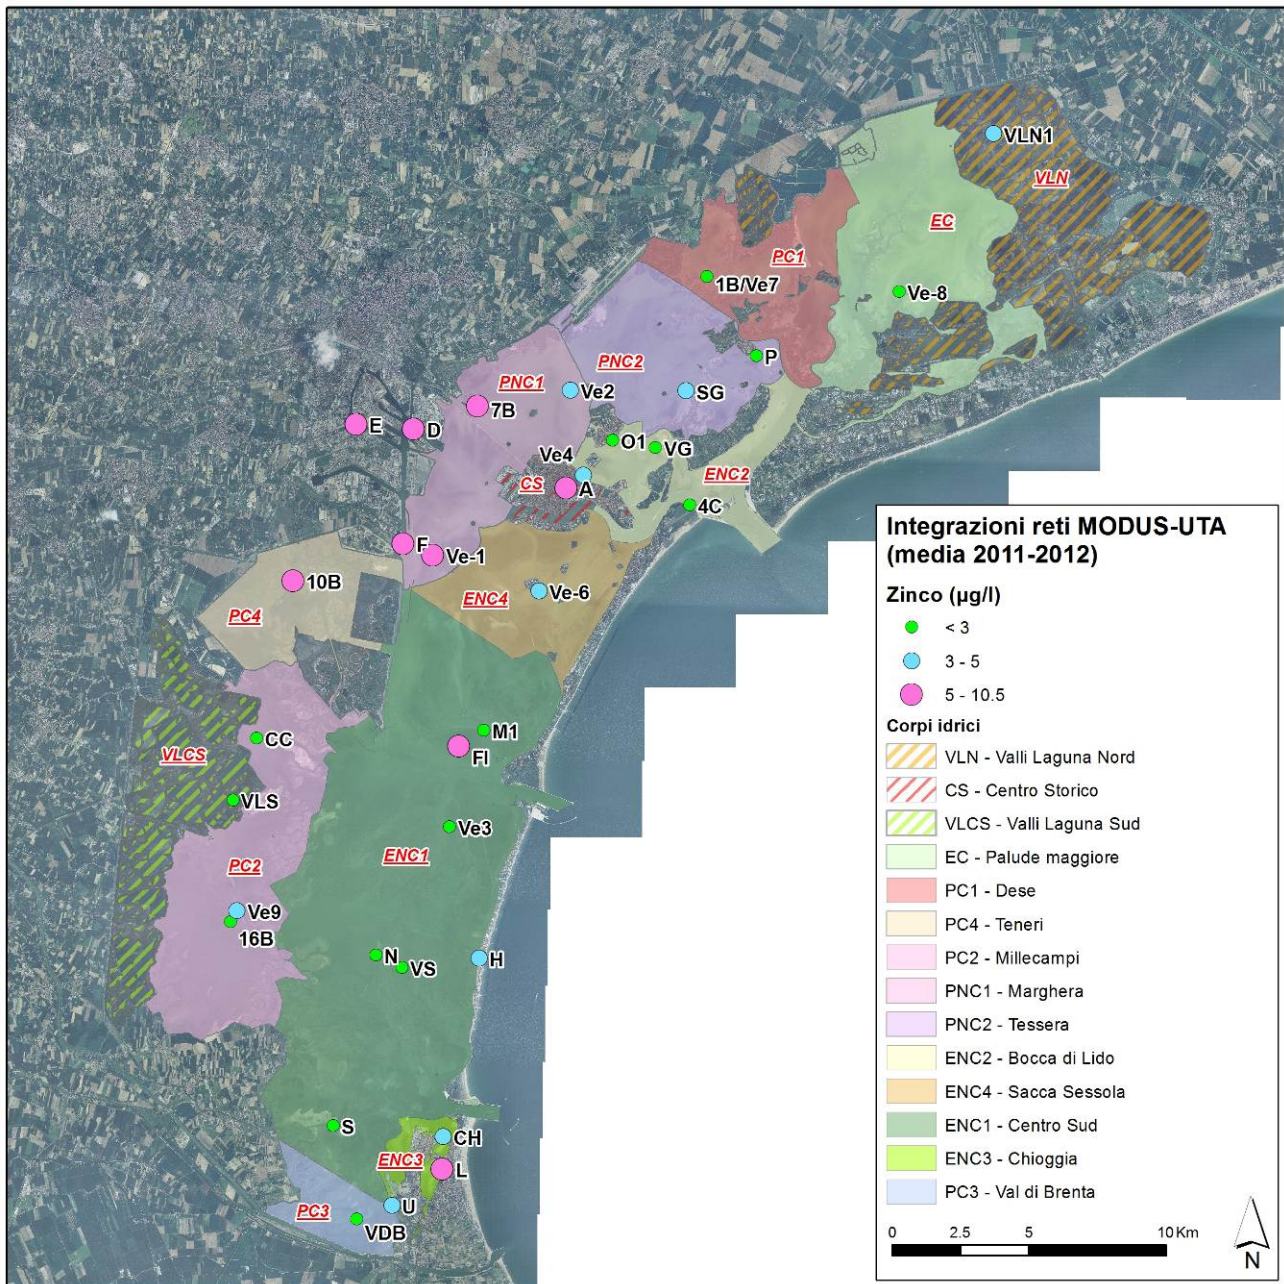 VLN1
VLN
EC
PC1
1B/Ve7
Ve-8
P
PNC2
PNC1
Ve2
SG
7B
E
D
O1
VG
Ve4
ENC2
CS
A
4C
F
Ve-1
10B
ENC4
Ve-6
PC4
M1
CC
FI
VLCS
VLS
Ve3
ENC1
PC2
Ve9
16B
N
VS
H
S
CH
ENC3
L
U
PC3
VDB
Integrazioni reti MODUS-UTA
(media 2011-2012)
Zinco (µg/l)
< 3
3 - 5
5 - 10.5
Corpi idrici
VLN - Valli Laguna Nord
CS - Centro Storico
VLCS - Valli Laguna Sud
EC - Palude maggiore
PC1 - Dese
PC4 - Teneri
PC2 - Millecampi
PNC1 - Marghera
PNC2 - Tessera
ENC2 - Bocca di Lido
ENC4 - Sacca Sessola
ENC1 - Centro Sud
ENC3 - Chioggia
PC3 - Val di Brenta
0 2.5 5 10 Km
N